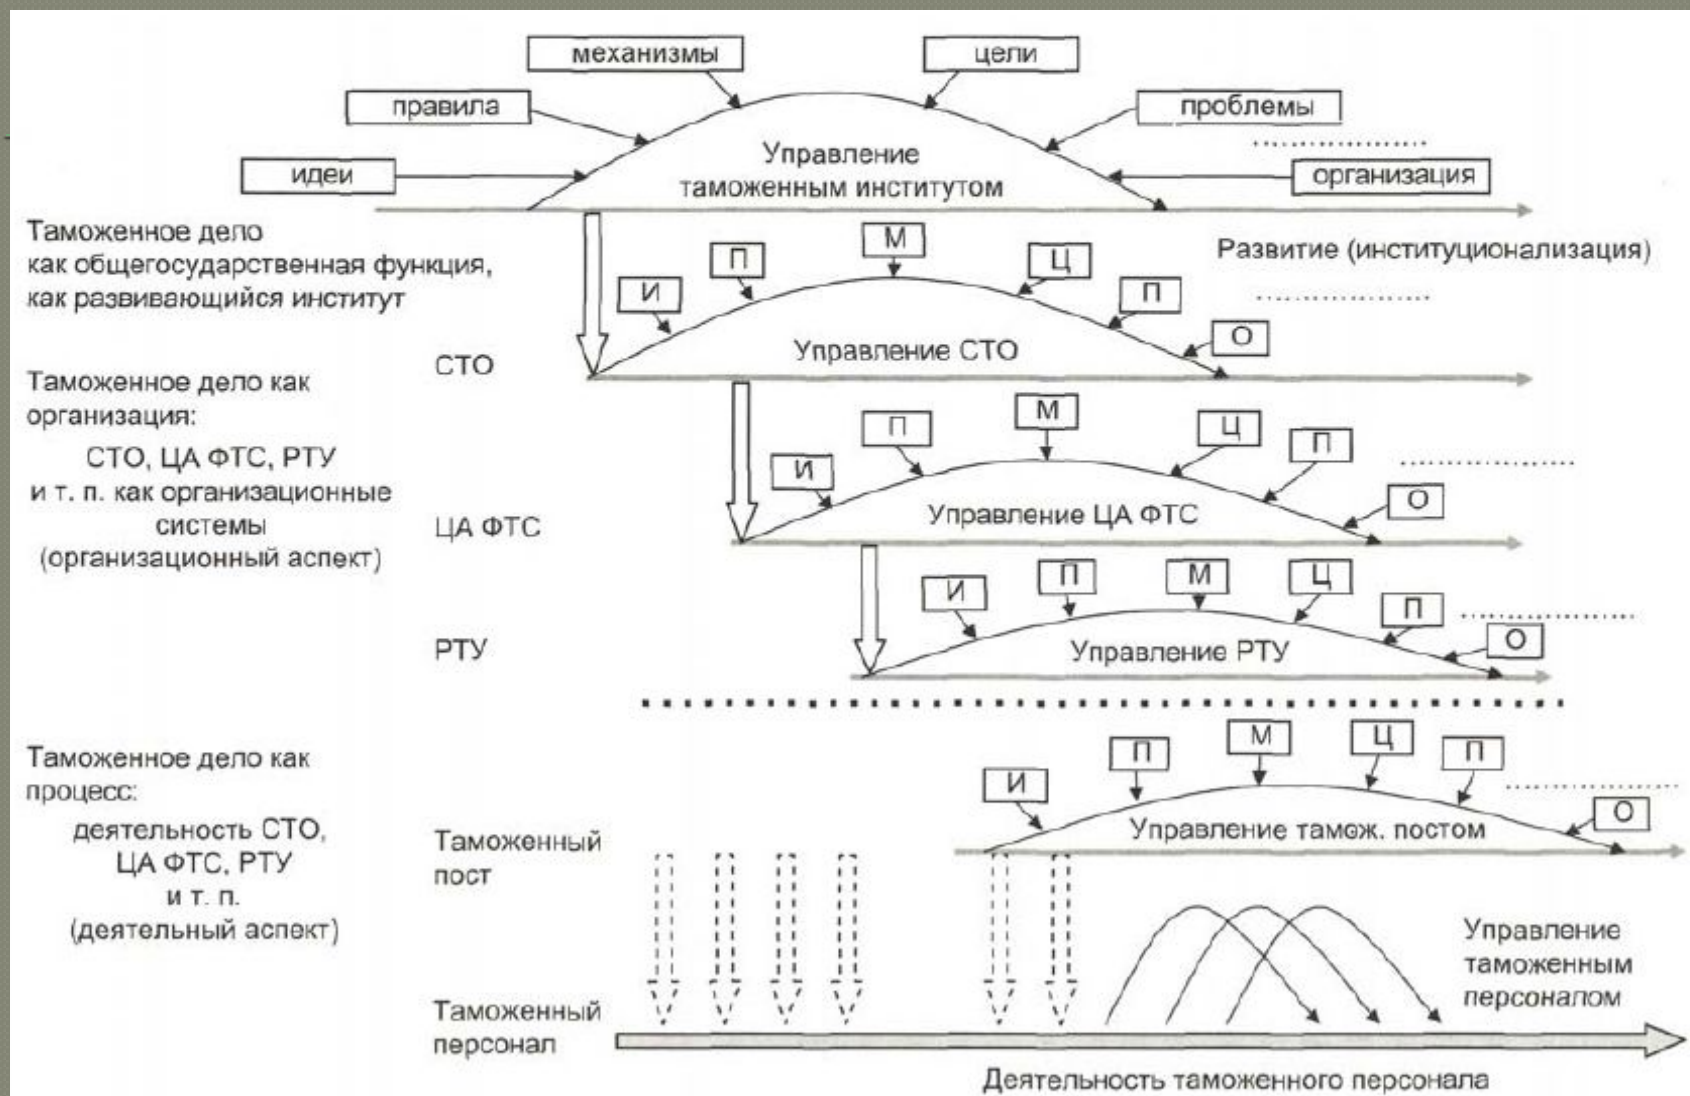 механизмы
цели
правила
проблемы
идеи
Управление
таможенным институтом
организация
Таможенное дело
как общегосударственная функция,
как развивающийся институт
Развитие (институционализация)
И
П
М
Ц
П
О
СТО
Управление СТО
Таможенное дело как
организация:
СТО, ЦА ФТС, РТУ
и т. п. как организационные
системы
(организационный аспект)
И
П
М
Ц
П
О
ЦА ФТС
Управление ЦА ФТС
И
П
М
Ц
П
О
РТУ
Управление РТУ
Таможенное дело как
процесс:
деятельность СТО,
ЦА ФТС, РТУ
и т. п.
(деятельный аспект)
И
П
М
Ц
П
О
Таможенный
пост
Управление тамож. постом
Управление
таможенным
персоналом
Таможенный
персонал
Деятельность таможенного персонала